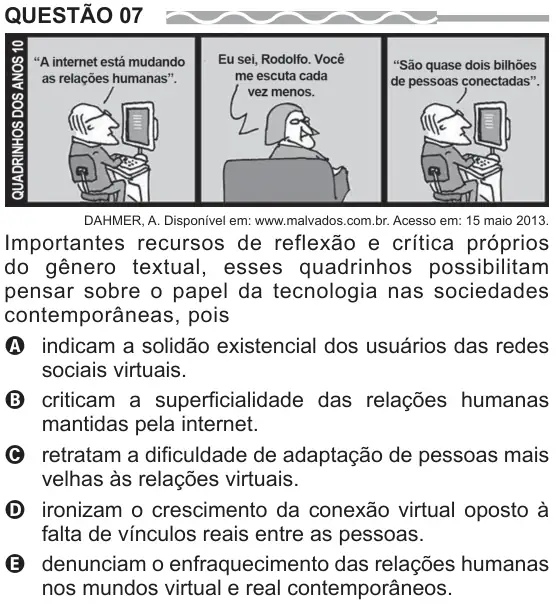 QUESTÃO 07
QUADRINHOS DOS ANOS 10
“A internet está mudando
as relações humanas”.
Eu sei, Rodolfo. Você
me escuta cada
vez menos.
“São quase dois bilhões
de pessoas conectadas”.
DAHMER, A. Disponível em: www.malvados.com.br. Acesso em: 15 maio 2013.
Importantes recursos de reflexão e crítica próprios
do gênero textual, esses quadrinhos possibilitam
pensar sobre o papel da tecnologia nas sociedades
contemporâneas, pois
A indicam a solidão existencial dos usuários das redes
sociais virtuais.
B criticam a superficialidade das relações humanas
mantidas pela internet.
C retratam a dificuldade de adaptação de pessoas mais
velhas às relações virtuais.
D ironizam o crescimento da conexão virtual oposto à
falta de vínculos reais entre as pessoas.
E denunciam o enfraquecimento das relações humanas
nos mundos virtual e real contemporâneos.